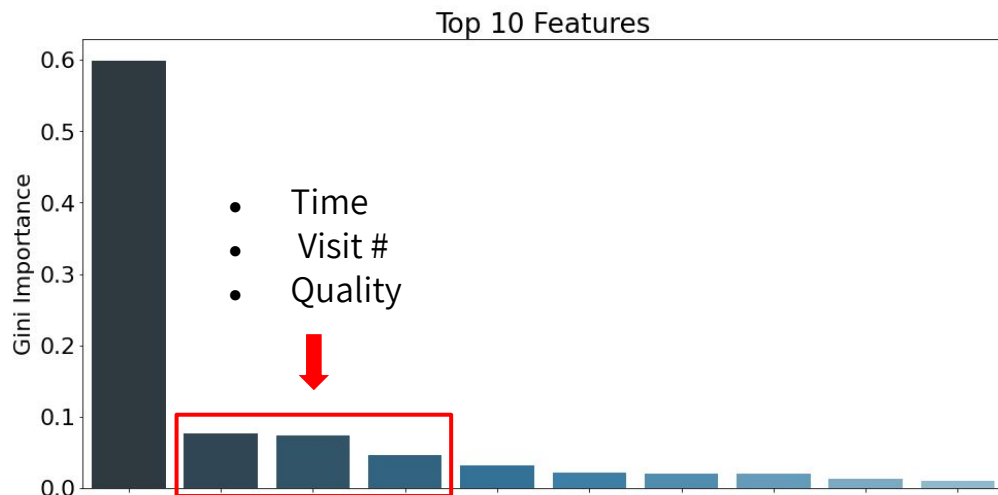 Top 10 Features
Gini Importance
0.6
0.5
0.4
0.3
0.2
0.1
0.0
• Time
• Visit #
• Quality